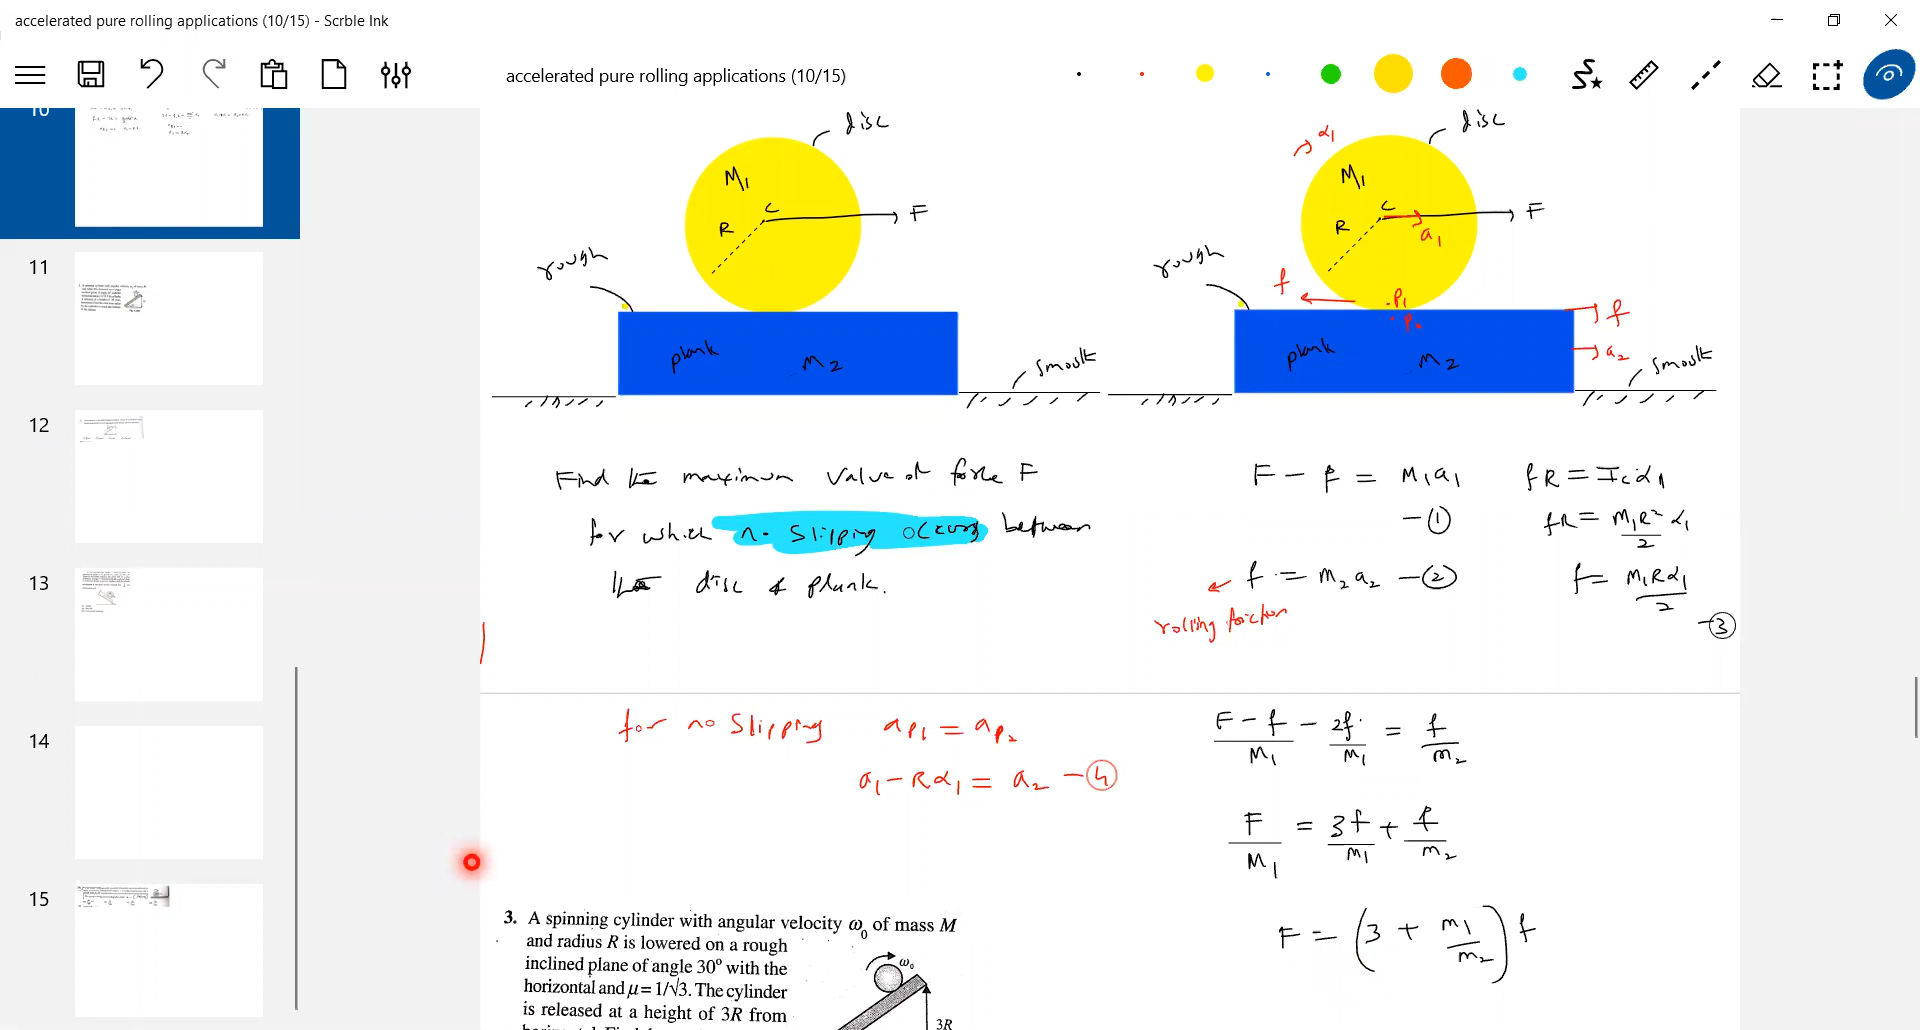 accelerated pure rolling applications (10/15) - Scrble Ink
accelerated pure rolling applications (10/15)
10
11
12
13
14
15
disc
M₁
C
R
F
rough
plank
M₂
smooth
α₁
disc
M₁
C
R
F
a₁
rough
f
P₁
P₂
f
a₂
plank
M₂
smooth
Find the maximum value of force F
for which no slipping occurs between
the disc & plank.
F - f = M₁a₁
-①
f = m₂a₂ -②
rolling friction
fR = Icα₁
fR = M₁R²/2 α₁
f = M₁Rα₁/2
-③
for no slipping aP₁ = aP₂
a₁ - Rα₁ = a₂ -④
(F - f)/M₁ - 2f/M₁ = f/m₂
F/M₁ = 3f/M₁ + f/m₂
F = (3 + m₁/m₂) f
3. A spinning cylinder with angular velocity ω₀ of mass M
and radius R is lowered on a rough
inclined plane of angle 30° with the
horizontal and μ = 1/√3. The cylinder
is released at a height of 3R from
ω₀
3R